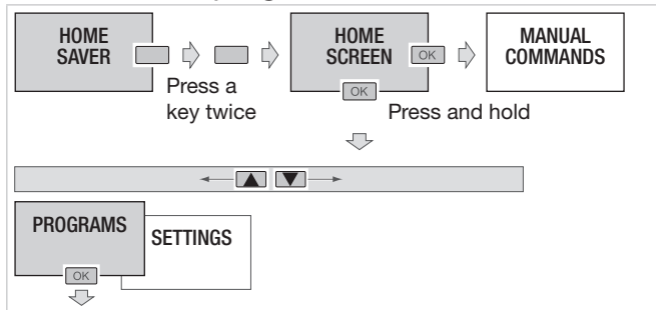 HOME
SAVER
HOME
SCREEN
OK
MANUAL
COMMANDS
Press a
key twice
OK
Press and hold
PROGRAMS
SETTINGS
OK